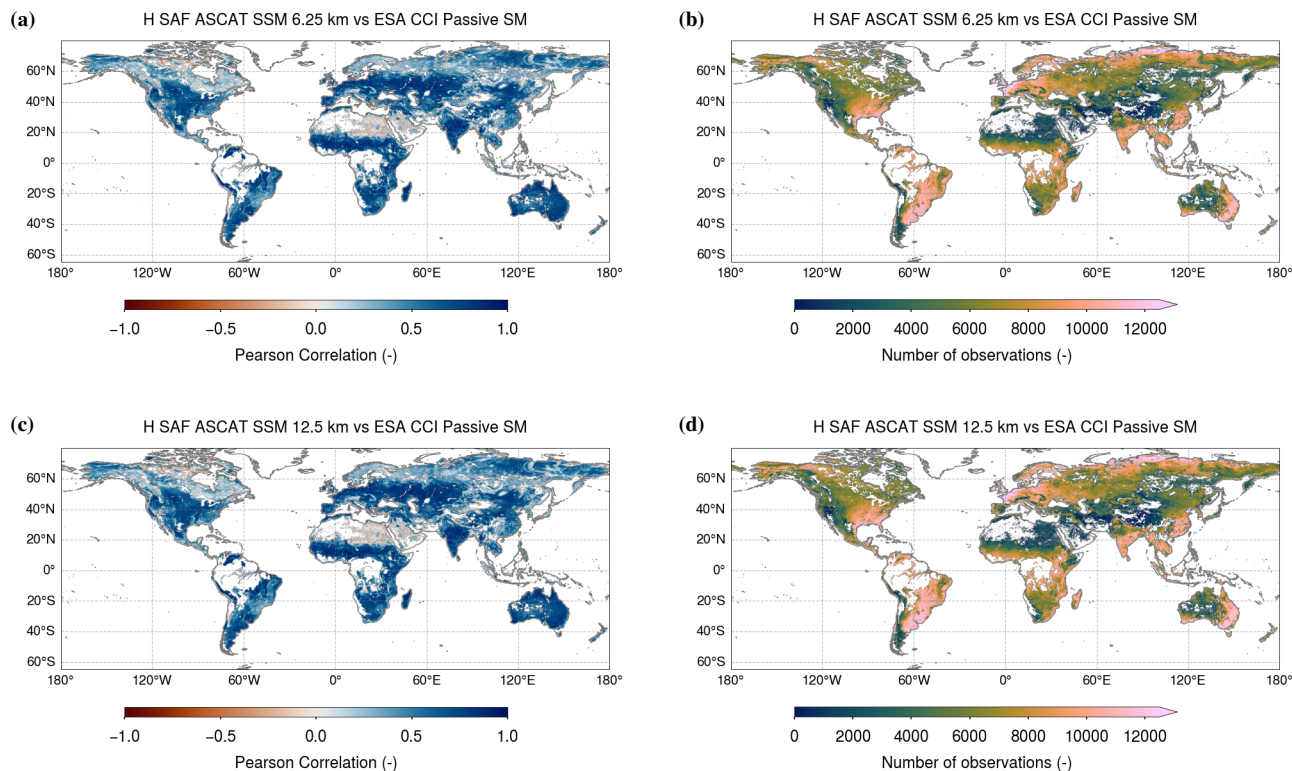 (a)
H SAF ASCAT SSM 6.25 km vs ESA CCI Passive SM
60°N
40°N
20°N
0°
20°S
40°S
60°S
180° 120°W 60°W 0° 60°E 120°E 180°
−1.0 −0.5 0.0 0.5 1.0
Pearson Correlation (-)
(b)
H SAF ASCAT SSM 6.25 km vs ESA CCI Passive SM
60°N
40°N
20°N
0°
20°S
40°S
60°S
180° 120°W 60°W 0° 60°E 120°E 180°
0 2000 4000 6000 8000 10000 12000
Number of observations (-)
(c)
H SAF ASCAT SSM 12.5 km vs ESA CCI Passive SM
60°N
40°N
20°N
0°
20°S
40°S
60°S
180° 120°W 60°W 0° 60°E 120°E 180°
−1.0 −0.5 0.0 0.5 1.0
Pearson Correlation (-)
(d)
H SAF ASCAT SSM 12.5 km vs ESA CCI Passive SM
60°N
40°N
20°N
0°
20°S
40°S
60°S
180° 120°W 60°W 0° 60°E 120°E 180°
0 2000 4000 6000 8000 10000 12000
Number of observations (-)